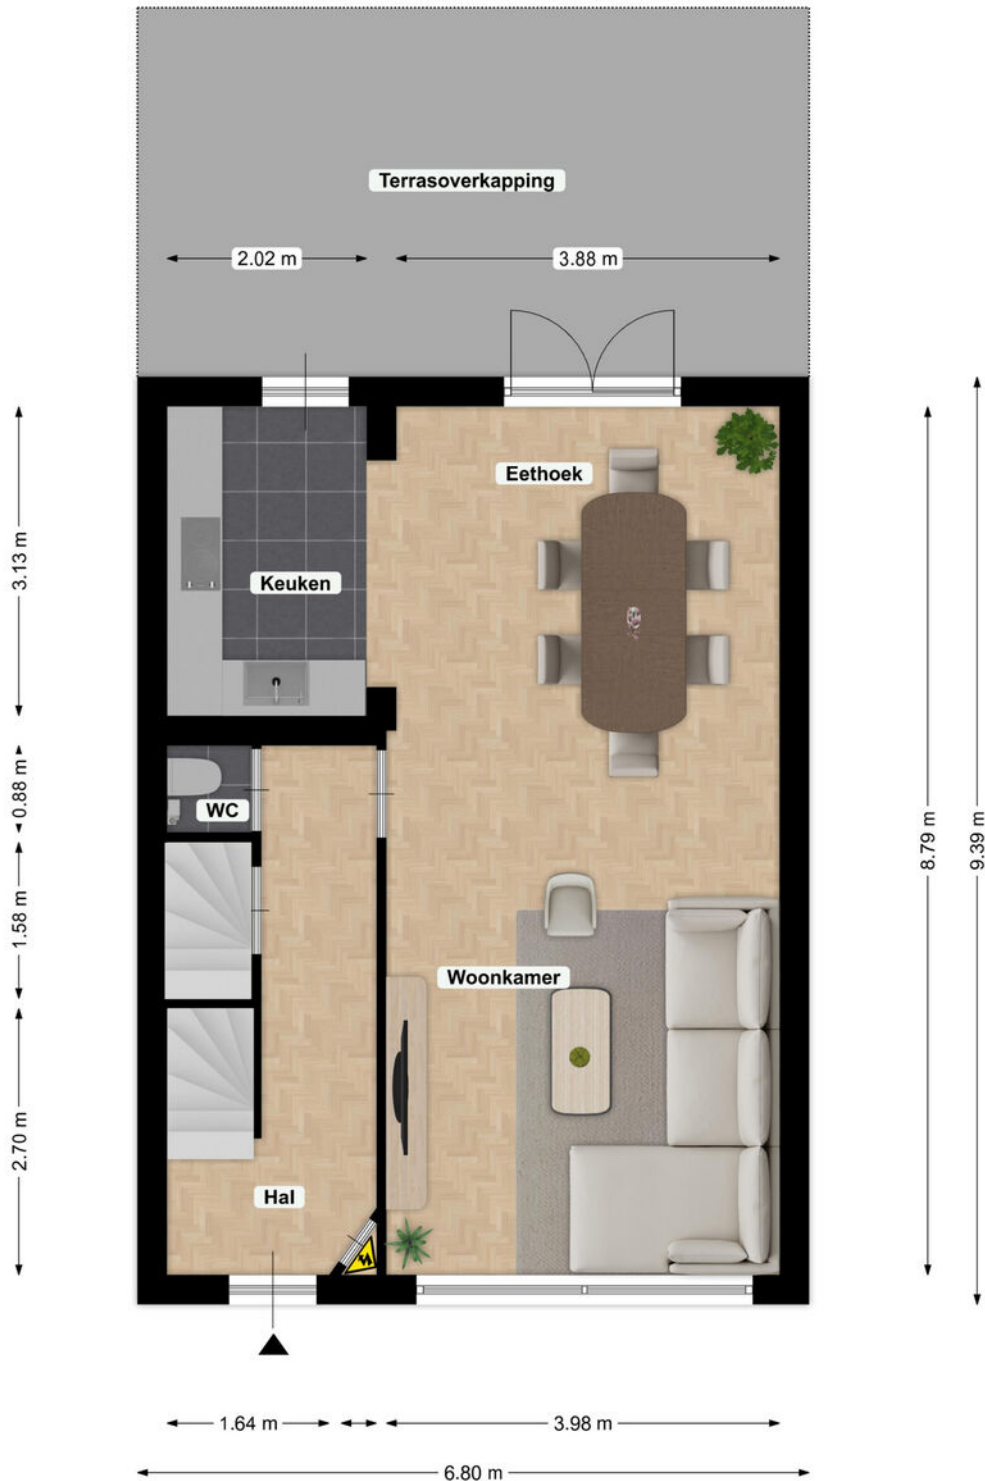 Terrasoverkapping
2.02 m
3.88 m
Eethoek
3.13 m
Keuken
0.88 m
WC
8.79 m
9.39 m
1.58 m
Woonkamer
2.70 m
Hal
1.64 m
3.98 m
6.80 m